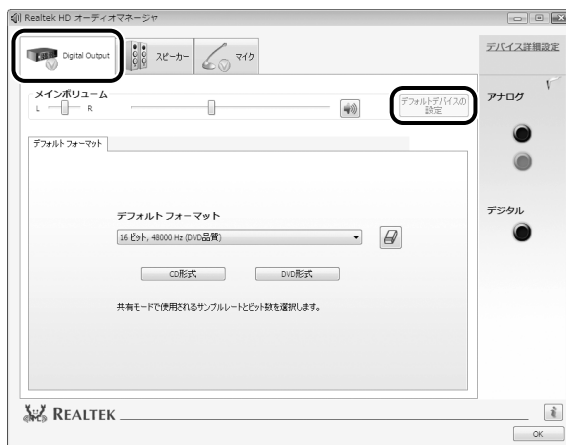 Realtek HD オーディオマネージャ
Digital Output
スピーカー
マイク
デバイス詳細設定
メインボリューム
L R
デフォルトデバイスの
設定
アナログ
デフォルト フォーマット
デフォルト フォーマット
16 ビット, 48000 Hz (DVD品質)
CD形式
DVD形式
共有モードで使用されるサンプルレートとビット数を選択します。
デジタル
REALTEK
OK